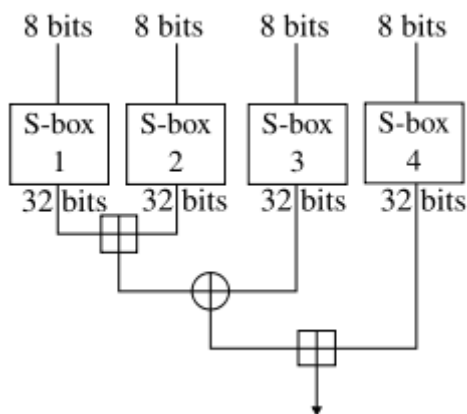 8 bits 8 bits 8 bits 8 bits
S-box S-box S-box S-box
1 2 3 4
32 bits 32 bits 32 bits 32 bits